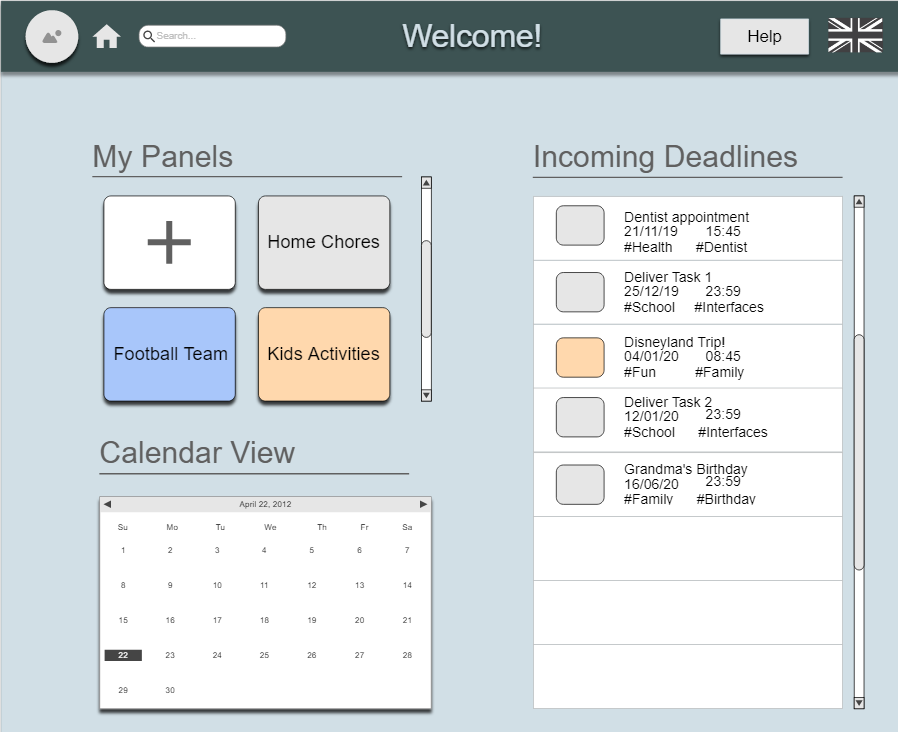 Search...
Welcome!
Help
My Panels
Home Chores
Football Team
Kids Activities
Calendar View
April 22, 2012
Su Mo Tu We Th Fr Sa
1 2 3 4 5 6 7
8 9 10 11 12 13 14
15 16 17 18 19 20 21
22 23 24 25 26 27 28
29 30
Incoming Deadlines
Dentist appointment
21/11/19 15:45
#Health #Dentist
Deliver Task 1
25/12/19 23:59
#School #Interfaces
Disneyland Trip!
04/01/20 08:45
#Fun #Family
Deliver Task 2
12/01/20 23:59
#School #Interfaces
Grandma's Birthday
16/06/20 23:59
#Family #Birthday